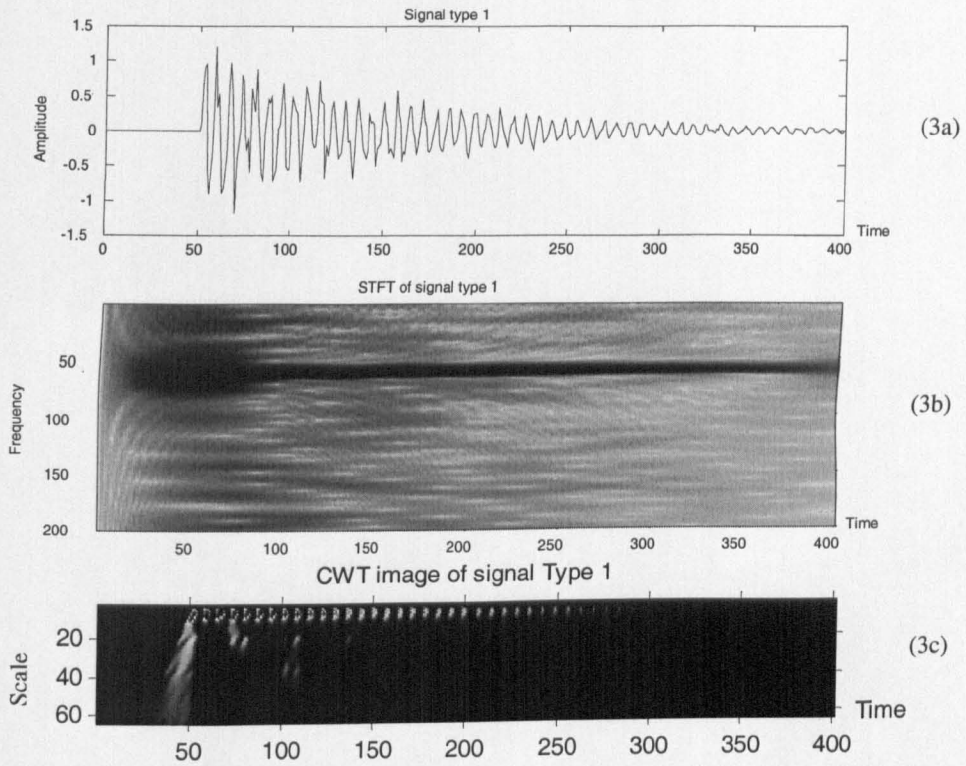 Signal type 1
1.5
1
0.5
0
-0.5
-1
-1.5
Amplitude
0 50 100 150 200 250 300 350 400
Time
(3a)
STFT of signal type 1
50
100
150
200
Frequency
50 100 150 200 250 300 350 400
Time
(3b)
CWT image of signal Type 1
20
40
60
Scale
50 100 150 200 250 300 350 400
Time
(3c)